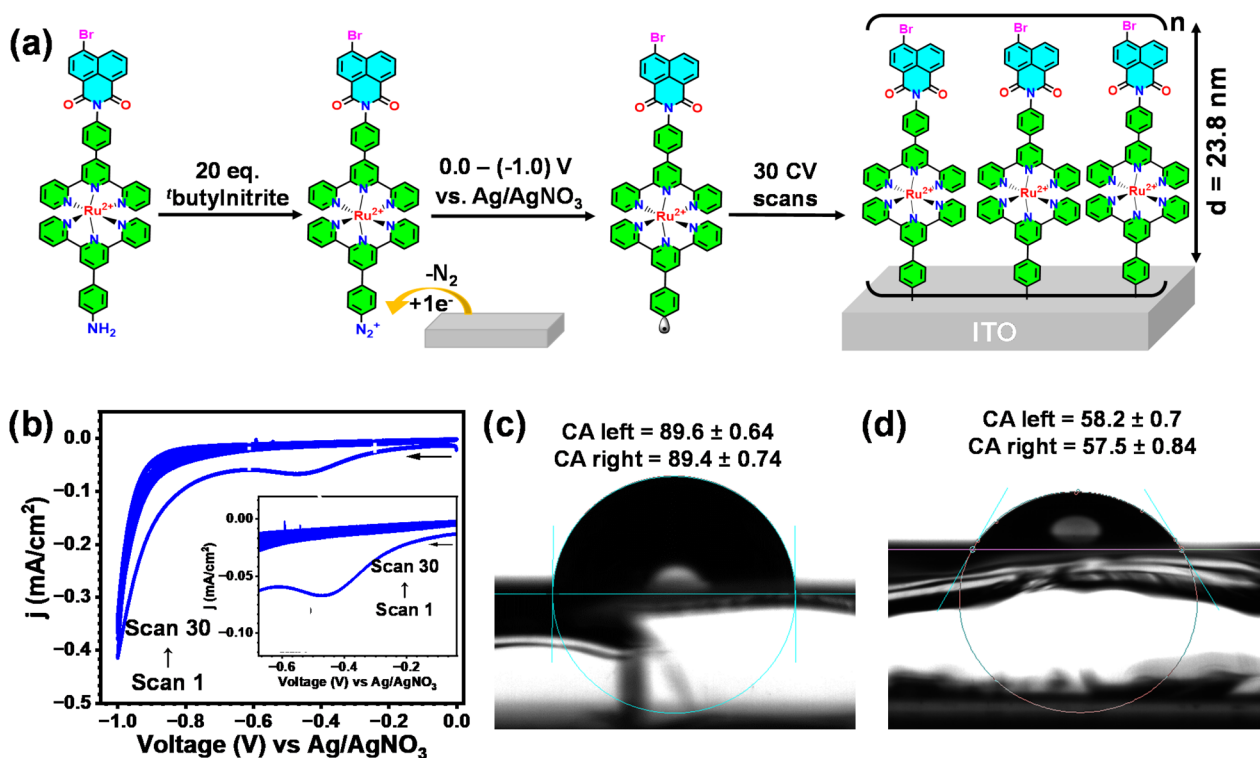 (a)
Br
O
N
O
N
N
N
Ru2+
N
N
N
NH₂
20 eq.
ᵗbutylnitrite
Br
O
N
O
N
N
N
Ru2+
N
N
N
N₂⁺
-N₂
+1e⁻
0.0 – (-1.0) V
vs. Ag/AgNO₃
Br
O
N
O
N
N
N
Ru2+
N
N
N
30 CV
scans
n
Br
Br
Br
O
N
O
O
N
O
O
N
O
N
N
N
Ru2+
N
N
N
N
N
N
Ru2+
N
N
N
N
N
N
Ru2+
N
N
N
d = 23.8 nm
ITO
(b)
j (mA/cm²)
0.0
−0.1
−0.2
−0.3
−0.4
−0.5
−1.0
−0.8
−0.6
−0.4
−0.2
0.0
Voltage (V) vs Ag/AgNO₃
Scan 30
↑
Scan 1
j (mA/cm²)
0.00
−0.05
−0.10
−0.6
−0.4
−0.2
Voltage (V) vs Ag/AgNO₃
Scan 30
↑
Scan 1
(c)
CA left = 89.6 ± 0.64
CA right = 89.4 ± 0.74
(d)
CA left = 58.2 ± 0.7
CA right = 57.5 ± 0.84